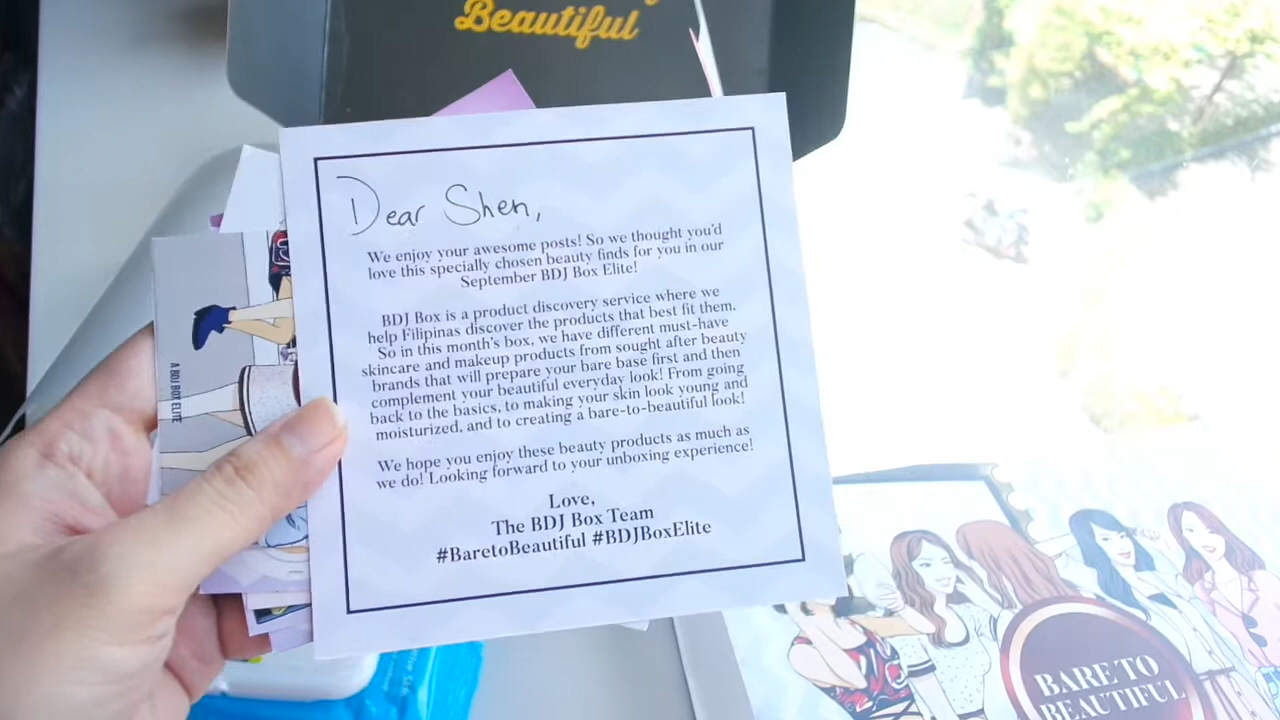 Beautiful
Dear Shen,
We enjoy your awesome posts! So we thought you'd
love this specially chosen beauty finds for you in our
September BDJ Box Elite!
BDJ Box is a product discovery service where we
help Filipinas discover the products that best fit them.
So in this month's box, we have different must-have
skincare and makeup products from sought after beauty
brands that will prepare your bare base first and then
complement your beautiful everyday look! From going
back to the basics, to making your skin look young and
moisturized, and to creating a bare-to-beautiful look!
We hope you enjoy these beauty products as much as
we do! Looking forward to your unboxing experience!
Love,
The BDJ Box Team
#BaretoBeautiful #BDJBoxElite
A BDJ BOX ELITE
BARE TO
BEAUTIFUL